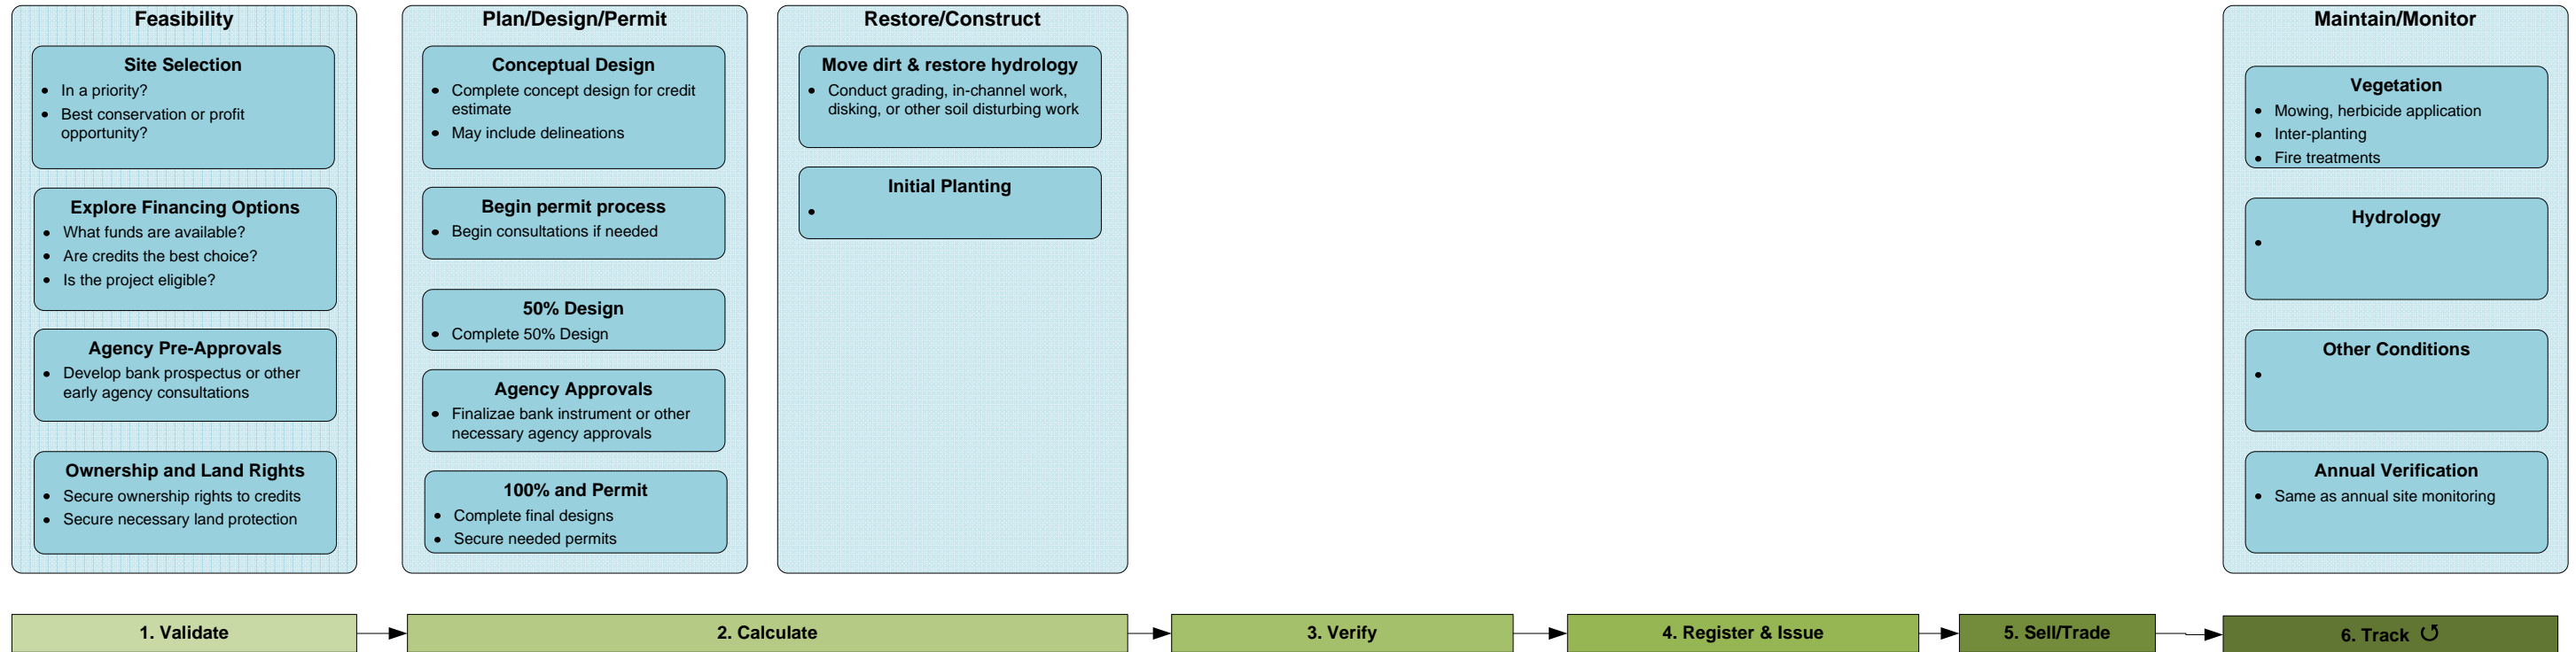 Feasibility
Site Selection
• In a priority?
• Best conservation or profit
opportunity?
Explore Financing Options
• What funds are available?
• Are credits the best choice?
• Is the project eligible?
Agency Pre-Approvals
• Develop bank prospectus or other
early agency consultations
Ownership and Land Rights
• Secure ownership rights to credits
• Secure necessary land protection
Plan/Design/Permit
Conceptual Design
• Complete concept design for credit
estimate
• May include delineations
Begin permit process
• Begin consultations if needed
50% Design
• Complete 50% Design
Agency Approvals
• Finalizae bank instrument or other
necessary agency approvals
100% and Permit
• Complete final designs
• Secure needed permits
Restore/Construct
Move dirt & restore hydrology
• Conduct grading, in-channel work,
disking, or other soil disturbing work
Initial Planting
•
Maintain/Monitor
Vegetation
• Mowing, herbicide application
• Inter-planting
• Fire treatments
Hydrology
•
Other Conditions
•
Annual Verification
• Same as annual site monitoring
1. Validate
2. Calculate
3. Verify
4. Register & Issue
5. Sell/Trade
6. Track